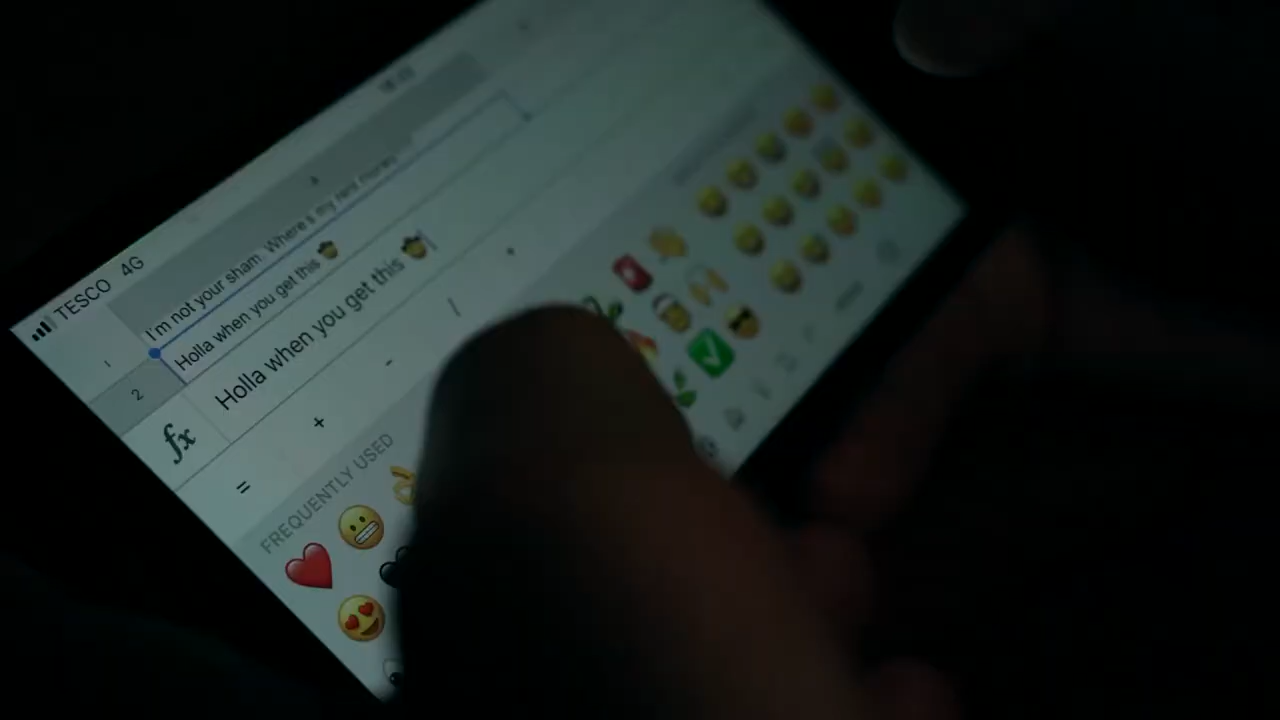 TESCO 4G
1
I'm not your sham. Where's my rent money
2
Holla when you get this 🤠
fx
Holla when you get this 🤠
= + - / *
FREQUENTLY USED